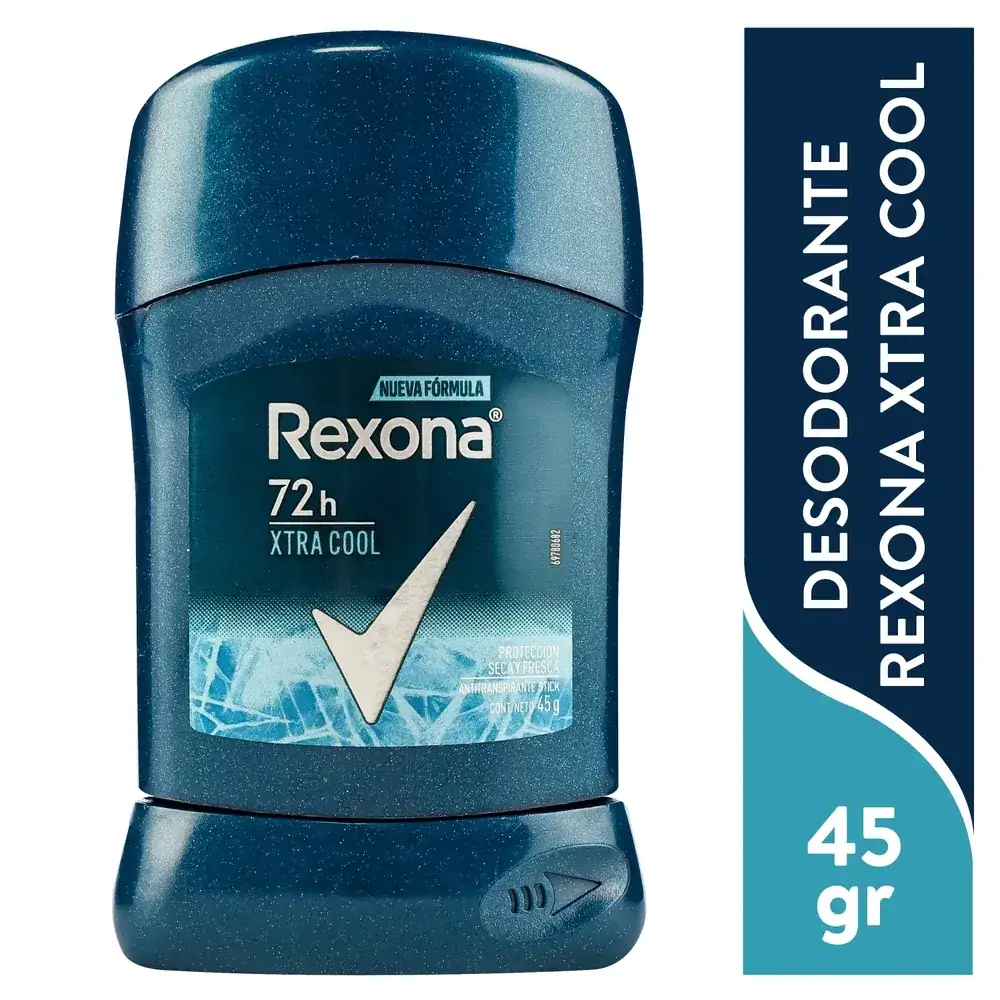 NUEVA FÓRMULA
Rexona®
72h
XTRA COOL
69780682
PROTECCIÓN
SECA Y FRESCA
ANTITRANSPIRANTE STICK
CONT. NETO 45 g
DESODORANTE
REXONA XTRA COOL
45
gr